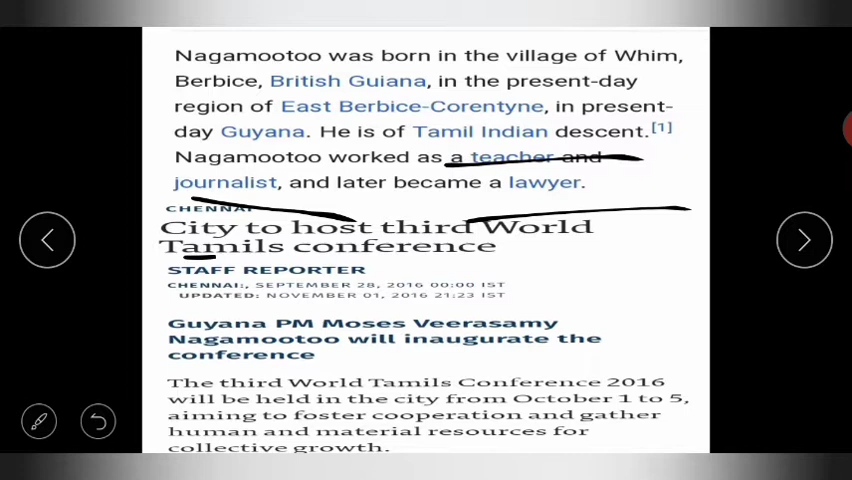 Nagamootoo was born in the village of Whim,
Berbice, British Guiana, in the present-day
region of East Berbice-Corentyne, in present-
day Guyana. He is of Tamil Indian descent.[1]
Nagamootoo worked as a teacher and
journalist, and later became a lawyer.
CHENNAI
City to host third World
Tamils conference
STAFF REPORTER
CHENNAI:, SEPTEMBER 28, 2016 00:00 IST
UPDATED: NOVEMBER 01, 2016 21:23 IST
Guyana PM Moses Veerasamy
Nagamootoo will inaugurate the
conference
The third World Tamils Conference 2016
will be held in the city from October 1 to 5,
aiming to foster cooperation and gather
human and material resources for
collective growth.